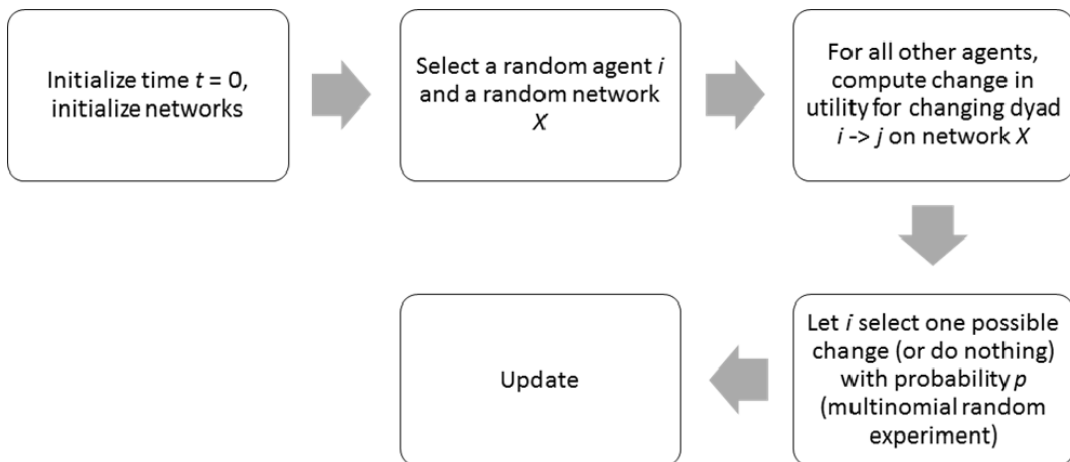 Initialize time t = 0,
initialize networks
Select a random agent i
and a random network
X
For all other agents,
compute change in
utility for changing dyad
i -> j on network X
Let i select one possible
change (or do nothing)
with probability p
(multinomial random
experiment)
Update